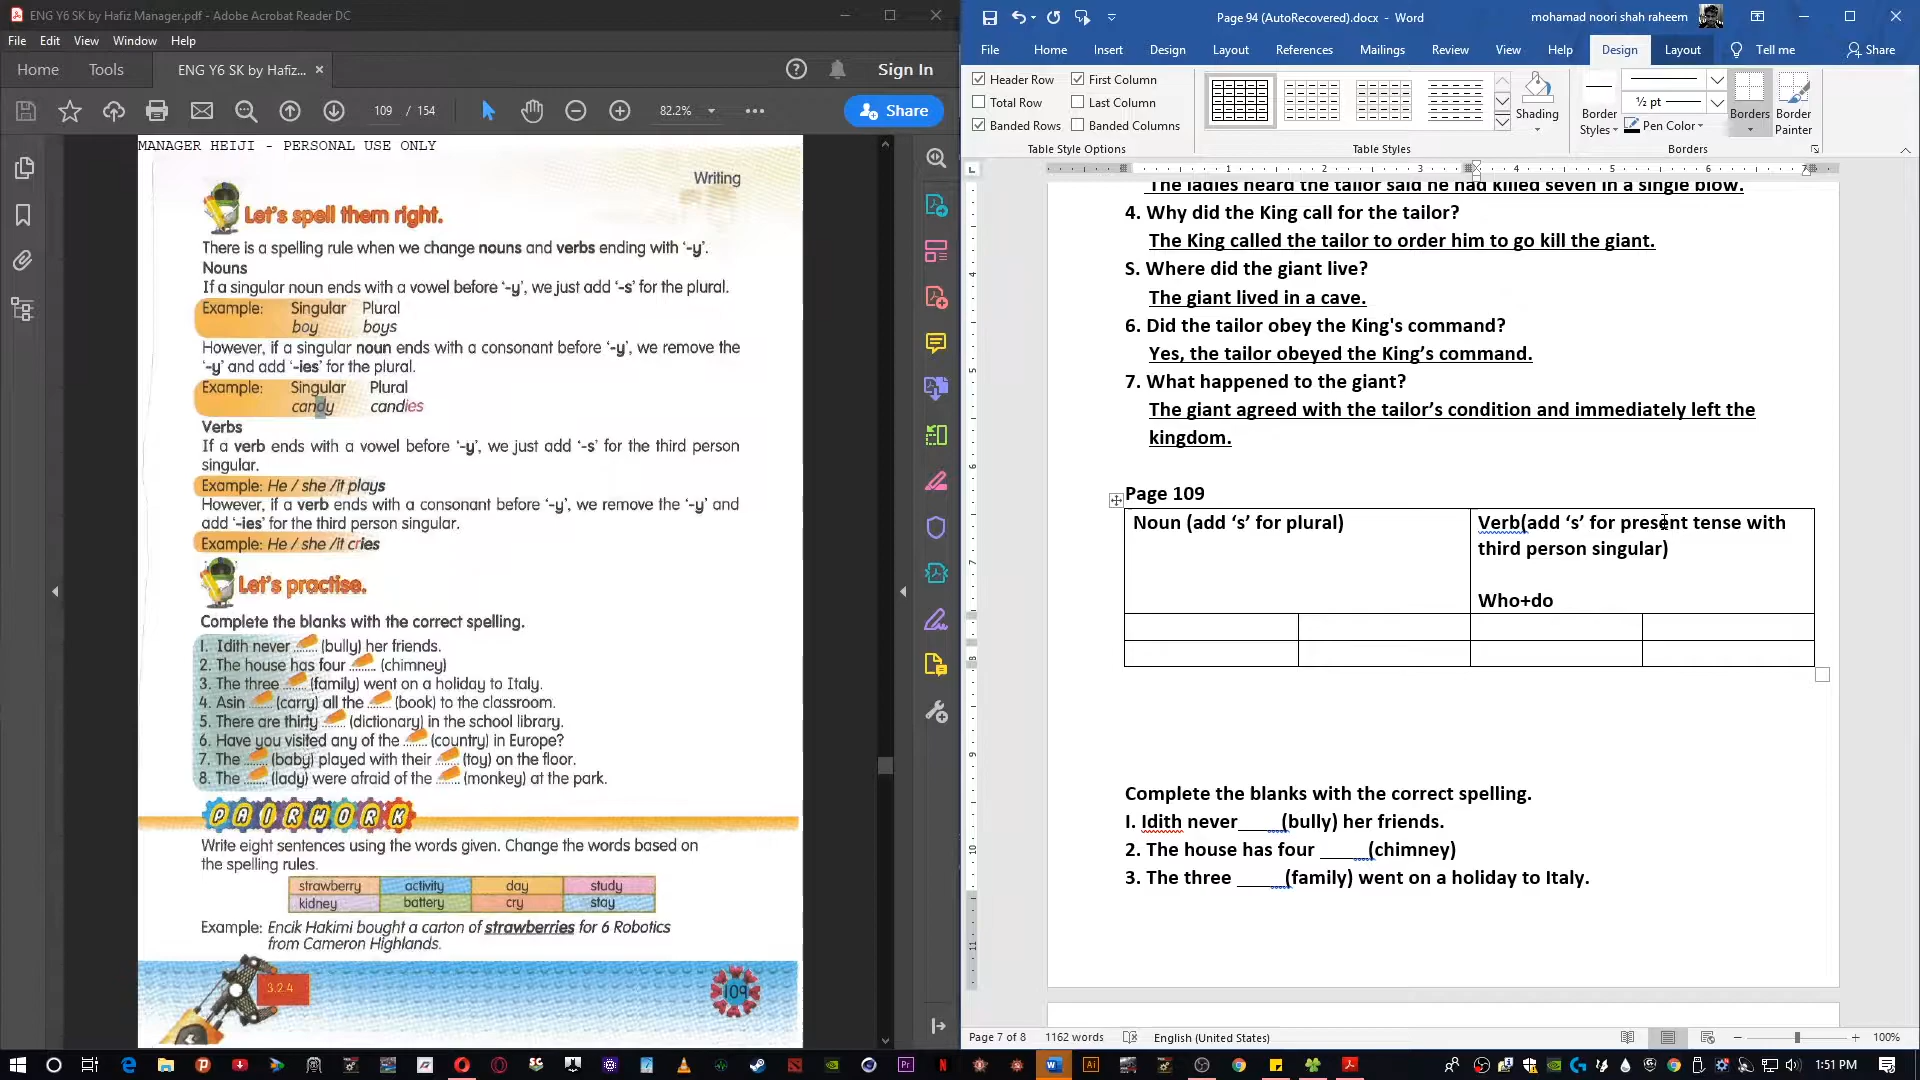 ENG Y6 SK by Hafiz Manager.pdf - Adobe Acrobat Reader DC
File Edit View Window Help
Home Tools ENG Y6 SK by Hafiz... × Sign In
109 / 154 82.2% Share
MANAGER HEIJI - PERSONAL USE ONLY
Writing
Let's spell them right.
There is a spelling rule when we change nouns and verbs ending with '-y'.
Nouns
If a singular noun ends with a vowel before '-y', we just add '-s' for the plural.
Example: Singular Plural
boy boys
However, if a singular noun ends with a consonant before '-y', we remove the
'-y' and add '-ies' for the plural.
Example: Singular Plural
candy candies
Verbs
If a verb ends with a vowel before '-y', we just add '-s' for the third person
singular.
Example: He / she /it plays
However, if a verb ends with a consonant before '-y', we remove the '-y' and
add '-ies' for the third person singular.
Example: He / she /it cries
Let's practise.
Complete the blanks with the correct spelling.
1. Idith never ...... (bully) her friends.
2. The house has four ........ (chimney)
3. The three ...... (family) went on a holiday to Italy.
4. Asin ...... (carry) all the ...... (book) to the classroom.
5. There are thirty ...... (dictionary) in the school library.
6. Have you visited any of the ...... (country) in Europe?
7. The ...... (baby) played with their ...... (toy) on the floor.
8. The ...... (lady) were afraid of the ...... (monkey) at the park.
PAIRWORK
Write eight sentences using the words given. Change the words based on
the spelling rules.
strawberry activity day study
kidney battery cry stay
Example: Encik Hakimi bought a carton of strawberries for 6 Robotics
from Cameron Highlands.
3.2.4
109
Page 94 (AutoRecovered).docx - Word
mohamad noori shah raheem
File Home Insert Design Layout References Mailings Review View Help Design Layout Tell me Share
Header Row First Column
Total Row Last Column
Banded Rows Banded Columns
Table Style Options
Table Styles
Shading
Border Styles
½ pt
Pen Color
Borders
Border Painter
Borders
1 2 3 4 5 6 7
The ladies heard the tailor said he had killed seven in a single blow.
4. Why did the King call for the tailor?
The King called the tailor to order him to go kill the giant.
S. Where did the giant live?
The giant lived in a cave.
6. Did the tailor obey the King's command?
Yes, the tailor obeyed the King’s command.
7. What happened to the giant?
The giant agreed with the tailor’s condition and immediately left the
kingdom.
Page 109
Noun (add ‘s’ for plural)
Verb(add ‘s’ for present tense with
third person singular)
Who+do
Complete the blanks with the correct spelling.
I. Idith never____(bully) her friends.
2. The house has four _____(chimney)
3. The three _____(family) went on a holiday to Italy.
Page 7 of 8 1162 words English (United States) 100%
1:51 PM